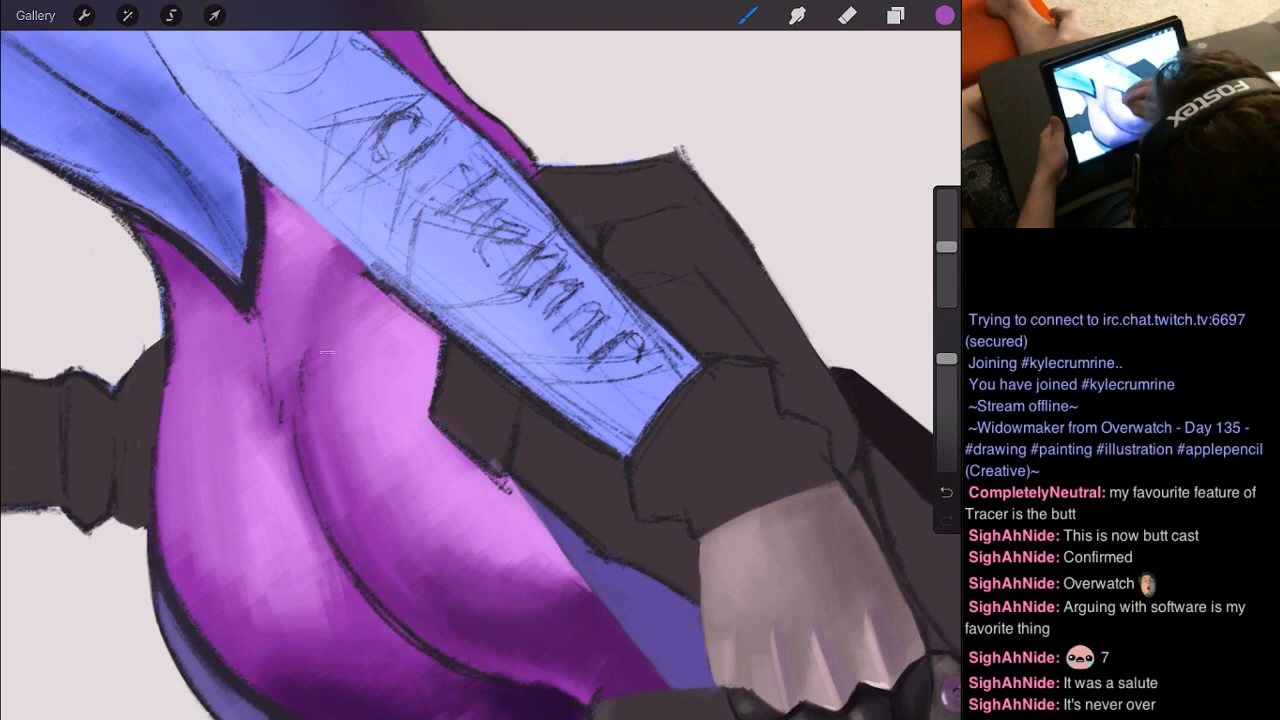 Gallery
Fostex
Trying to connect to irc.chat.twitch.tv:6697
(secured)
Joining #kylecrumrine..
You have joined #kylecrumrine
~Stream offline~
~Widowmaker from Overwatch - Day 135 -
#drawing #painting #illustration #applepencil
(Creative)~
CompletelyNeutral: my favourite feature of
Tracer is the butt
SighAhNide: This is now butt cast
SighAhNide: Confirmed
SighAhNide: Overwatch
SighAhNide: Arguing with software is my
favorite thing
SighAhNide: 7
SighAhNide: It was a salute
SighAhNide: It's never over